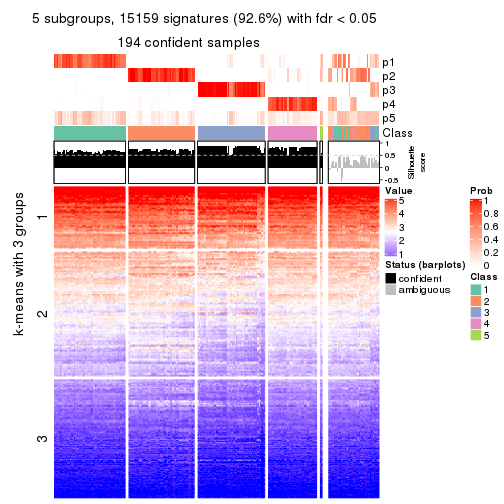 5 subgroups, 15159 signatures (92.6%) with fdr < 0.05
194 confident samples
p1
p2
p3
p4
p5
Class
1
0.5
0
-0.5
Silhouette
score
k-means with 3 groups
1
2
3
Value
5
4
3
2
1
Status (barplots)
confident
ambiguous
Prob
1
0.8
0.6
0.4
0.2
0
Class
1
2
3
4
5